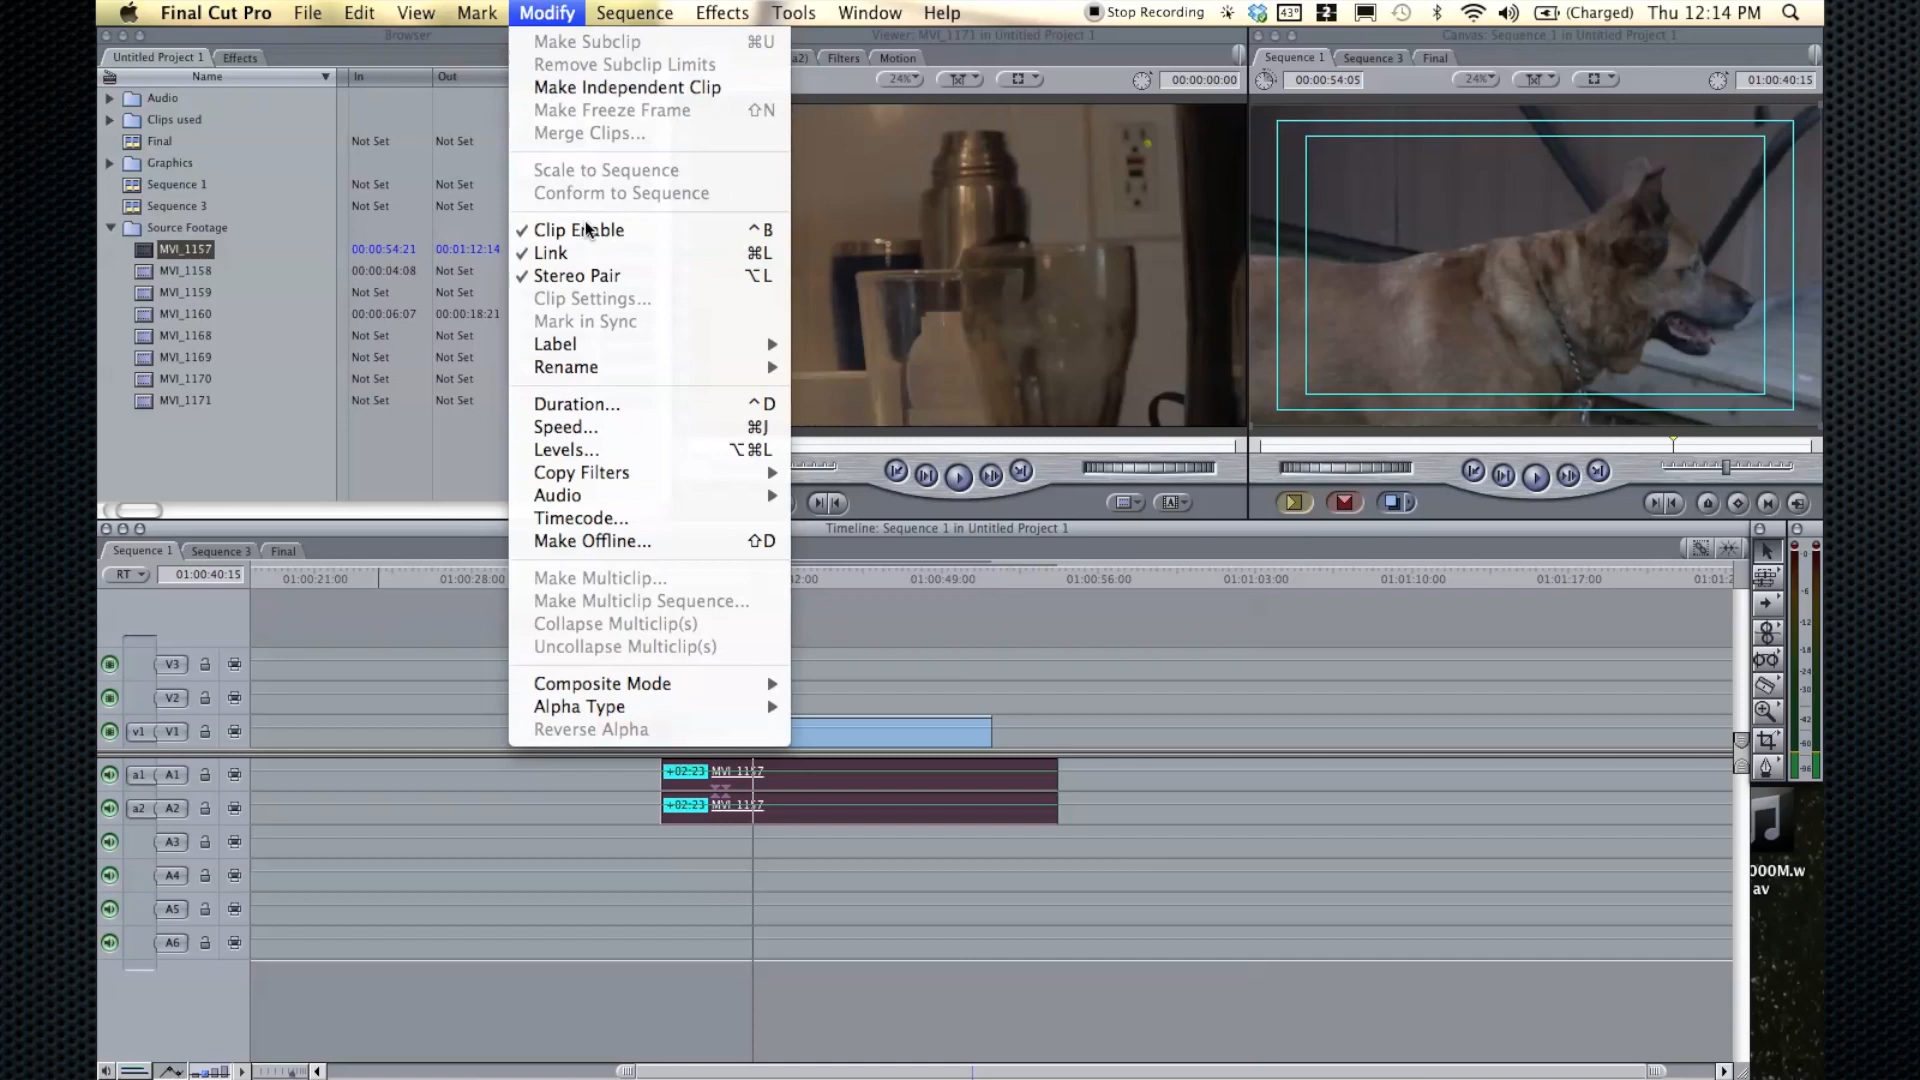 Final Cut Pro File Edit View Mark Modify Sequence Effects Tools Window Help Stop Recording 43° 2 (Charged) Thu 12:14 PM
Browser
Untitled Project 1 Effects
Name In Out
Audio
Clips used
Final Not Set Not Set
Graphics
Sequence 1 Not Set Not Set
Sequence 3 Not Set Not Set
Source Footage
MVI_1157 00:00:54:21 00:01:12:14
MVI_1158 00:00:04:08 Not Set
MVI_1159 Not Set Not Set
MVI_1160 00:00:06:07 00:00:18:21
MVI_1168 Not Set Not Set
MVI_1169 Not Set Not Set
MVI_1170 Not Set Not Set
MVI_1171 Not Set Not Set
Make Subclip ⌘U
Remove Subclip Limits
Make Independent Clip
Make Freeze Frame ⇧N
Merge Clips...
Scale to Sequence
Conform to Sequence
✓ Clip Enable ^B
✓ Link ⌘L
✓ Stereo Pair ⌥L
Clip Settings...
Mark in Sync
Label
Rename
Duration... ^D
Speed... ⌘J
Levels... ⌥⌘L
Copy Filters
Audio
Timecode...
Make Offline... ⇧D
Make Multiclip...
Make Multiclip Sequence...
Collapse Multiclip(s)
Uncollapse Multiclip(s)
Composite Mode
Alpha Type
Reverse Alpha
Viewer: MVI_1171 in Untitled Project 1
a2) Filters Motion
24% 00:00:00:00
Canvas: Sequence 1 in Untitled Project 1
Sequence 1 Sequence 3 Final
00:00:54:05 24% 01:00:40:15
Timeline: Sequence 1 in Untitled Project 1
Sequence 1 Sequence 3 Final
RT 01:00:40:15 01:00:21:00 01:00:28:00 42:00 01:00:49:00 01:00:56:00 01:01:03:00 01:01:10:00 01:01:17:00 01:01:2
V3
V2
v1 V1
a1 A1 +02:23 MVI_1157
a2 A2 +02:23 MVI_1157
A3
A4
A5
A6
-0
-6
-12
-18
-24
-30
-42
-60
-96
000M.w
av